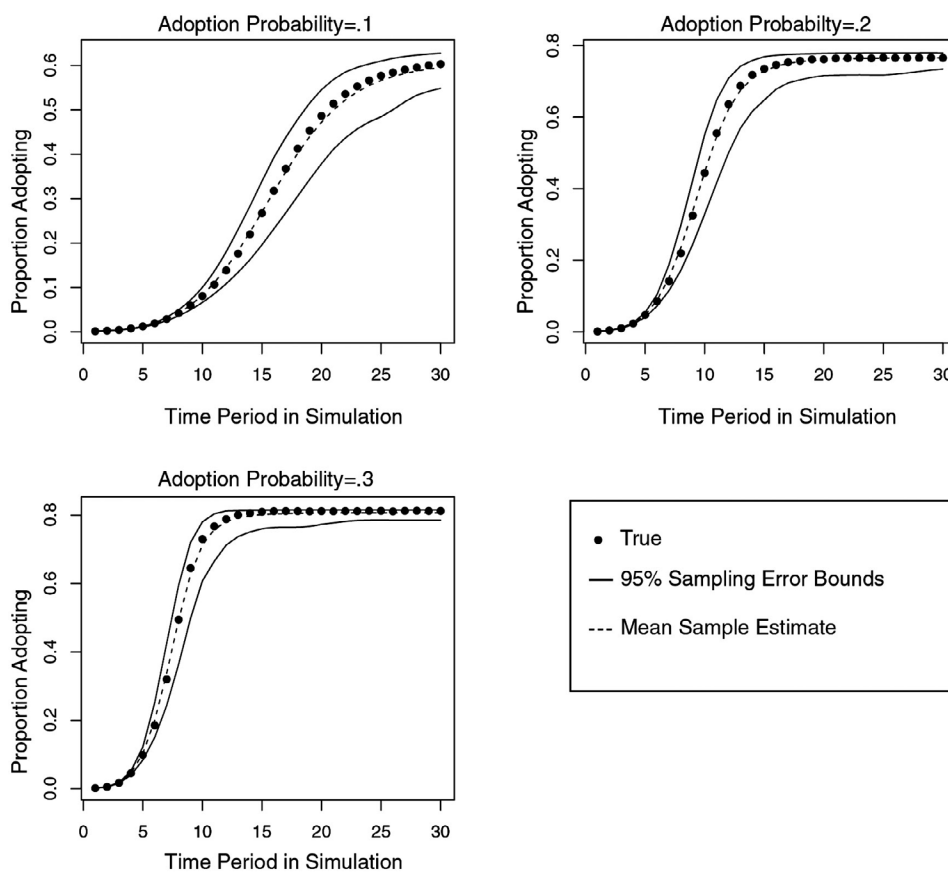 Adoption Probability=.1
Proportion Adopting
0.0 0.1 0.2 0.3 0.4 0.5 0.6
0 5 10 15 20 25 30
Time Period in Simulation
Adoption Probability=.2
Proportion Adopting
0.0 0.2 0.4 0.6 0.8
0 5 10 15 20 25 30
Time Period in Simulation
Adoption Probability=.3
Proportion Adopting
0.0 0.2 0.4 0.6 0.8
0 5 10 15 20 25 30
Time Period in Simulation
True
95% Sampling Error Bounds
Mean Sample Estimate